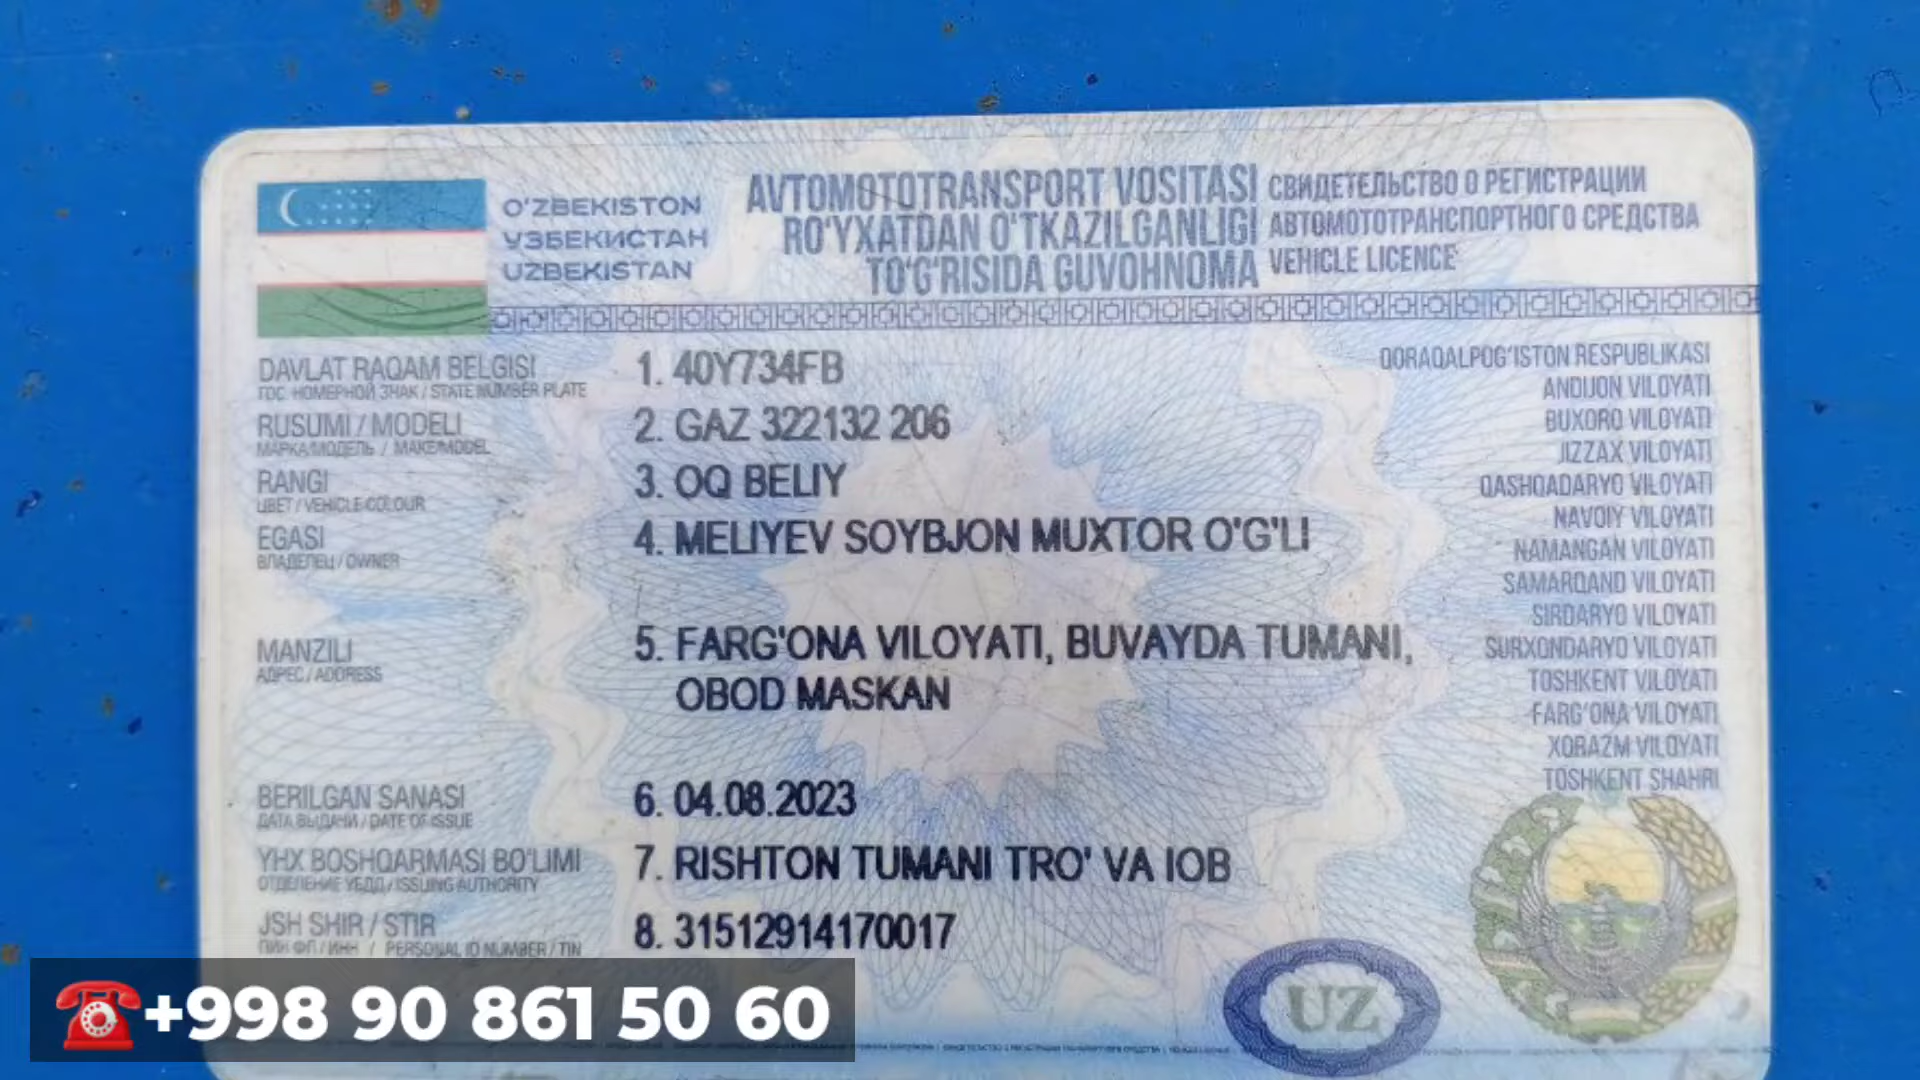 O'ZBEKISTON
ЎЗБЕКИСТАН
UZBEKISTAN
AVTOMOTOTRANSPORT VOSITASI
RO'YXATDAN O'TKAZILGANLIGI
TO'G'RISIDA GUVOHNOMA
СВИДЕТЕЛЬСТВО О РЕГИСТРАЦИИ
АВТОМОТОТРАНСПОРТНОГО СРЕДСТВА
VEHICLE LICENCE
DAVLAT RAQAM BELGISI
ГОС. НОМЕРНОЙ ЗНАК / STATE NUMBER PLATE
1. 40Y734FB
RUSUMI / MODELI
МАРКА/МОДЕЛЬ / MAKE/MODEL
2. GAZ 322132 206
RANGI
ЦВЕТ / VEHICLE COLOUR
3. OQ BELIY
EGASI
ВЛАДЕЛЕЦ / OWNER
4. MELIYEV SOYBJON MUXTOR O'G'LI
MANZILI
АДРЕС / ADDRESS
5. FARG'ONA VILOYATI, BUVAYDA TUMANI,
OBOD MASKAN
BERILGAN SANASI
ДАТА ВЫДАЧИ / DATE OF ISSUE
6. 04.08.2023
YHX BOSHQARMASI BO'LIMI
ОТДЕЛЕНИЕ УБДД / ISSUING AUTHORITY
7. RISHTON TUMANI TRO' VA IOB
JSH SHIR / STIR
ПИН ФЛ / ИНН / PERSONAL ID NUMBER / TIN
8. 31512914170017
QORAQALPOG'ISTON RESPUBLIKASI
ANDIJON VILOYATI
BUXORO VILOYATI
JIZZAX VILOYATI
QASHQADARYO VILOYATI
NAVOIY VILOYATI
NAMANGAN VILOYATI
SAMARQAND VILOYATI
SIRDARYO VILOYATI
SURXONDARYO VILOYATI
TOSHKENT VILOYATI
FARG'ONA VILOYATI
XORAZM VILOYATI
TOSHKENT SHAHRI
UZ
+998 90 861 50 60